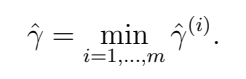 γ̂ = min_{i=1,...,m} γ̂^{(i)}.